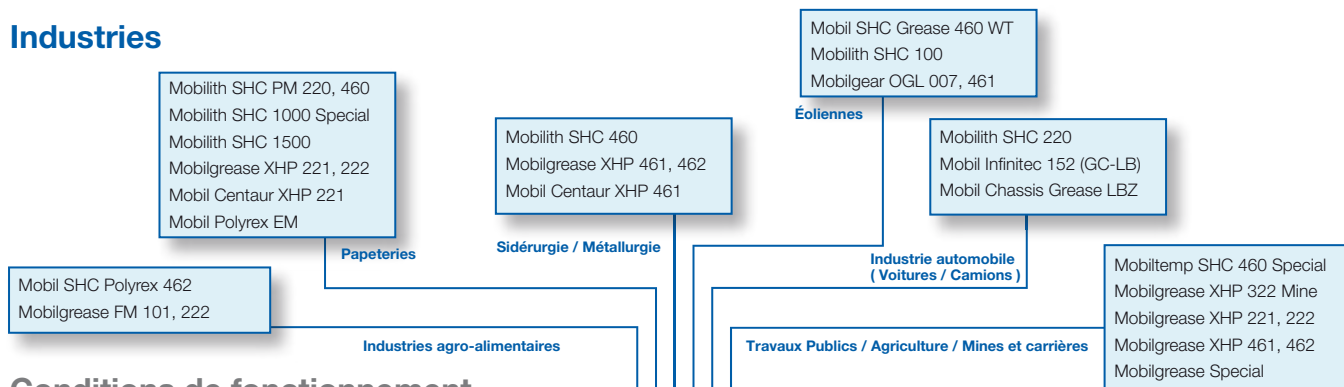 Industries
Mobil SHC Grease 460 WT
Mobilith SHC 100
Mobilgear OGL 007, 461
Éoliennes
Mobilith SHC PM 220, 460
Mobilith SHC 1000 Special
Mobilith SHC 1500
Mobilgrease XHP 221, 222
Mobil Centaur XHP 221
Mobil Polyrex EM
Papeteries
Mobilith SHC 460
Mobilgrease XHP 461, 462
Mobil Centaur XHP 461
Sidérurgie / Métallurgie
Mobilith SHC 220
Mobil Infinitec 152 (GC-LB)
Mobil Chassis Grease LBZ
Industrie automobile
( Voitures / Camions )
Mobil SHC Polyrex 462
Mobilgrease FM 101, 222
Industries agro-alimentaires
Mobiltemp SHC 460 Special
Mobilgrease XHP 322 Mine
Mobilgrease XHP 221, 222
Mobilgrease XHP 461, 462
Mobilgrease Special
Travaux Publics / Agriculture / Mines et carrières
Conditions de fonctionnement